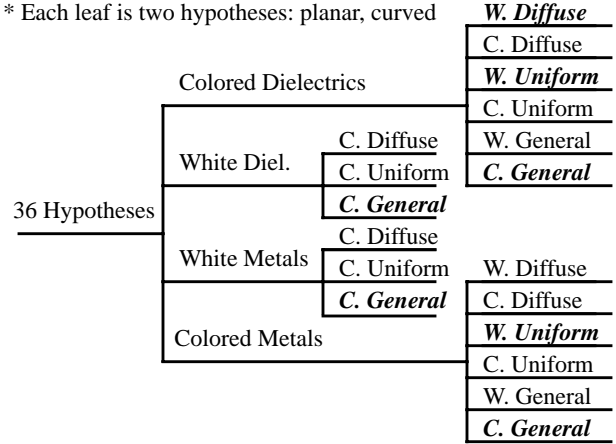 * Each leaf is two hypotheses: planar, curved
36 Hypotheses
Colored Dielectrics
W. Diffuse
C. Diffuse
W. Uniform
C. Uniform
W. General
C. General
White Diel.
C. Diffuse
C. Uniform
C. General
White Metals
C. Diffuse
C. Uniform
C. General
Colored Metals
W. Diffuse
C. Diffuse
W. Uniform
C. Uniform
W. General
C. General